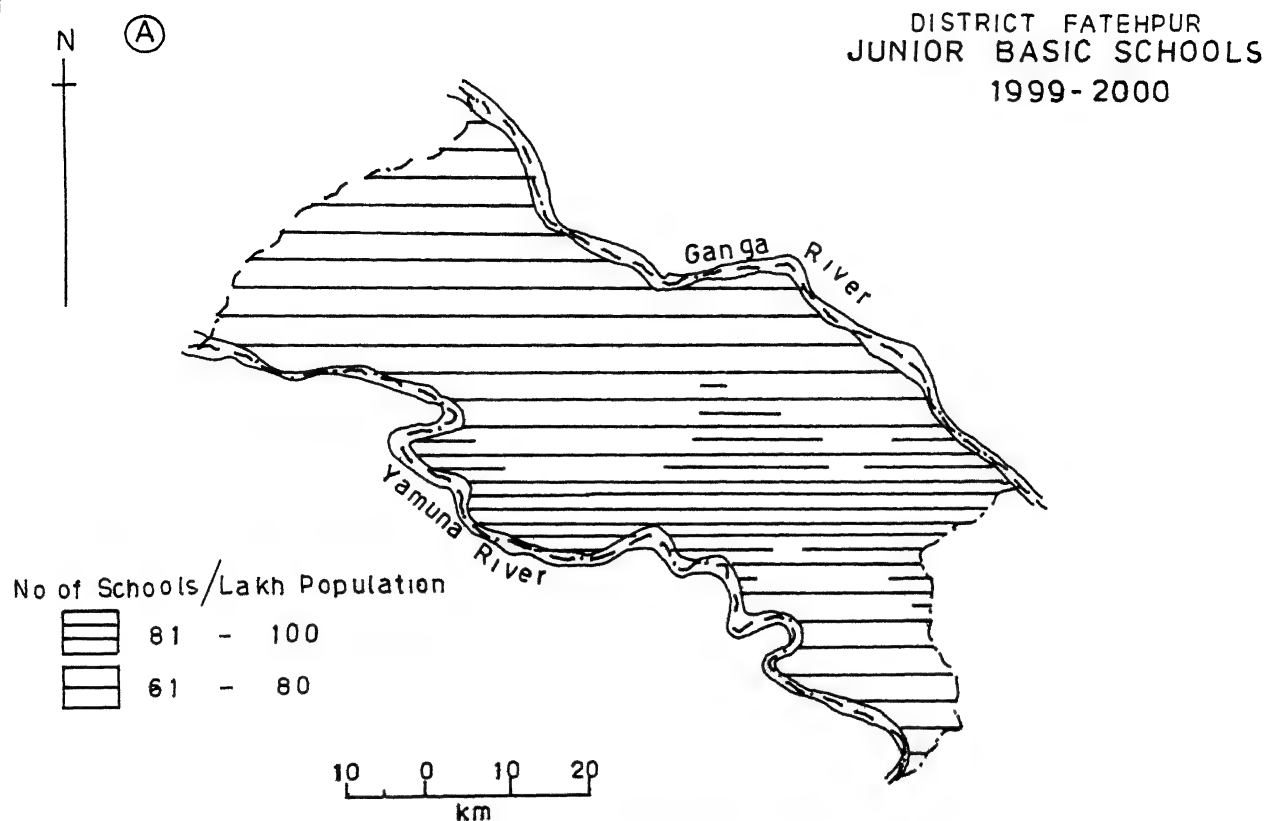 N
A
DISTRICT FATEHPUR
JUNIOR BASIC SCHOOLS
1999-2000
Ganga River
Yamuna River
No of Schools/Lakh Population
81 - 100
61 - 80
10 0 10 20
km